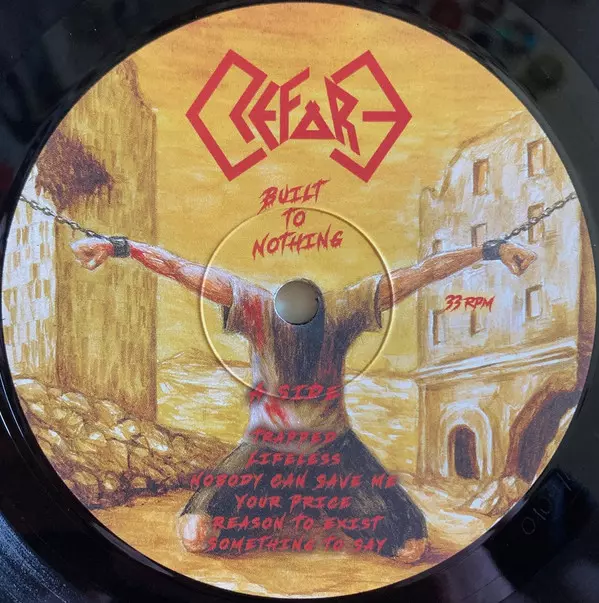 BUILT
TO
NOTHING
33 RPM
A SIDE
TRAPPED
LIFELESS
NOBODY CAN SAVE ME
YOUR PRICE
REASON TO EXIST
SOMETHING TO SAY